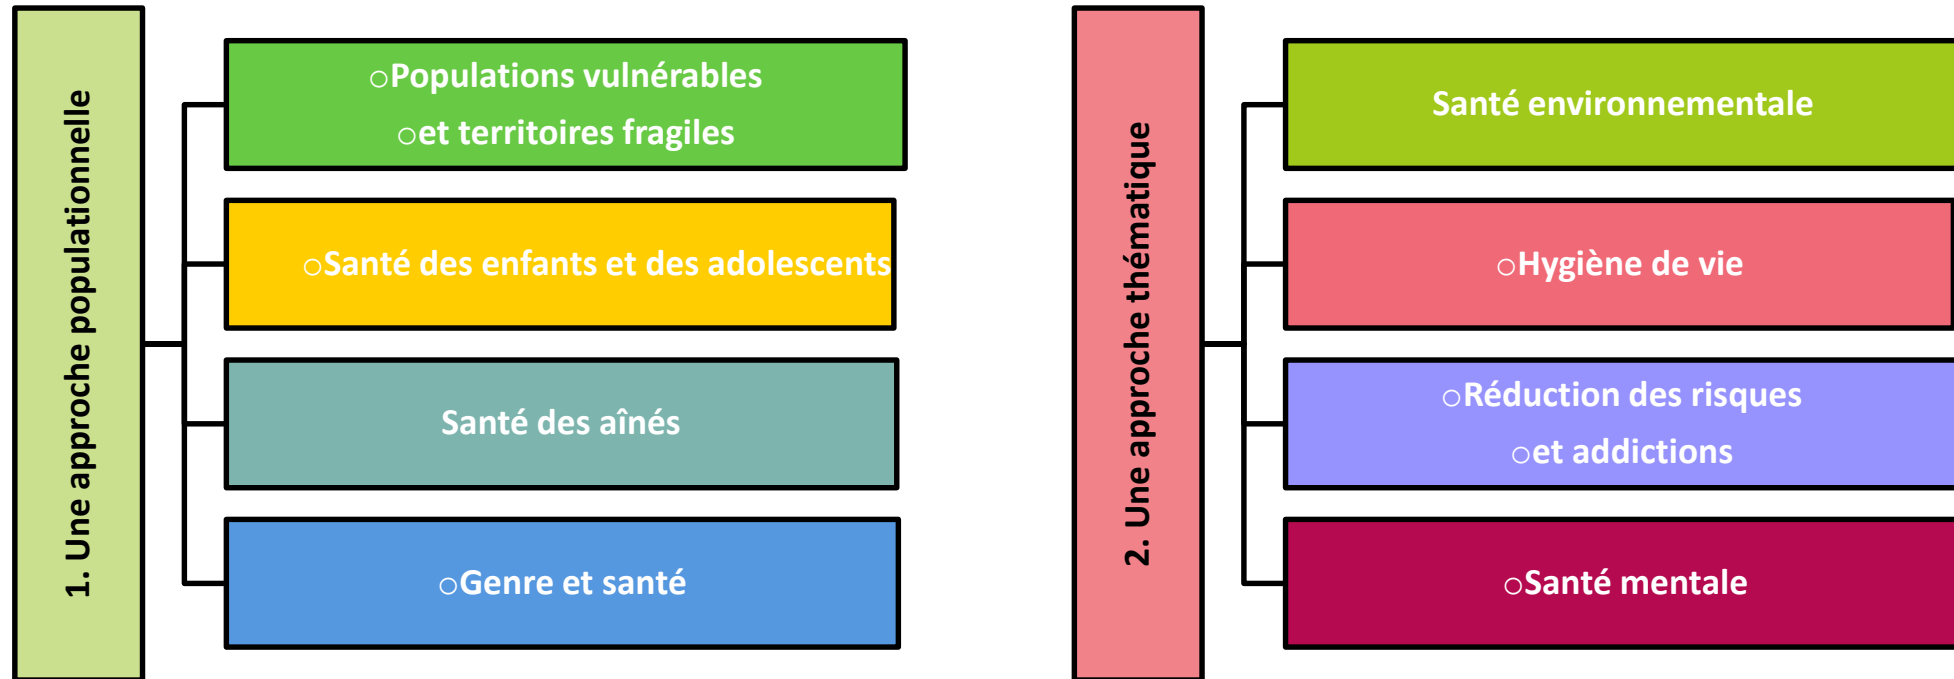 1. Une approche populationnelle
○Populations vulnérables
○et territoires fragiles
○Santé des enfants et des adolescents
Santé des aînés
○Genre et santé
2. Une approche thématique
Santé environnementale
○Hygiène de vie
○Réduction des risques
○et addictions
○Santé mentale